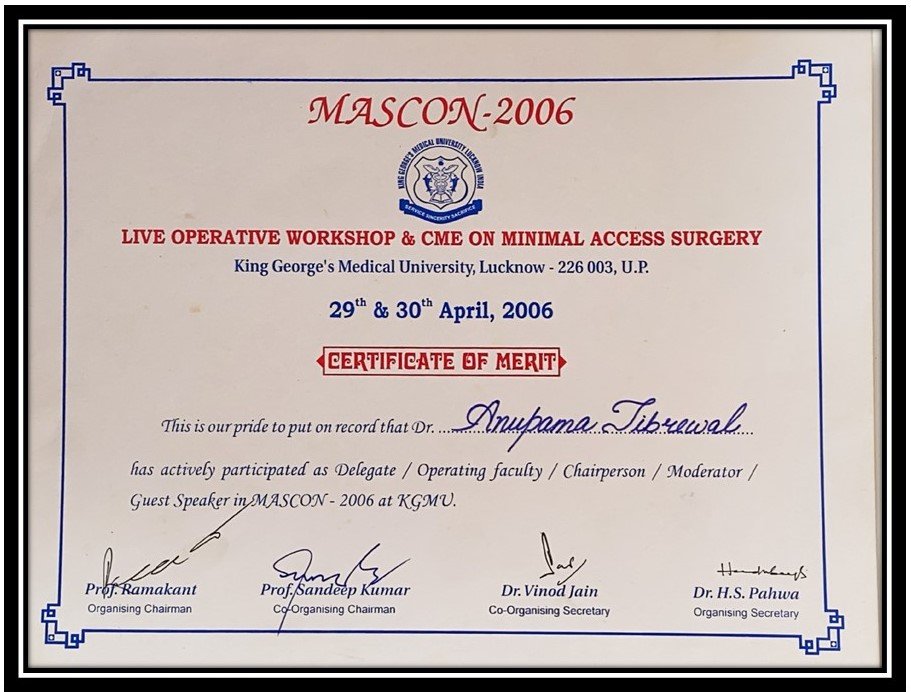 MASCON-2006
KING GEORGE'S MEDICAL UNIVERSITY LUCKNOW INDIA
SERVICE SINCERITY SACRIFICE
LIVE OPERATIVE WORKSHOP & CME ON MINIMAL ACCESS SURGERY
King George's Medical University, Lucknow - 226 003, U.P.
29th & 30th April, 2006
CERTIFICATE OF MERIT
This is our pride to put on record that Dr. Anupama Tibrewal
has actively participated as Delegate / Operating faculty / Chairperson / Moderator /
Guest Speaker in MASCON - 2006 at KGMU.
Prof. Ramakant
Organising Chairman
Prof. Sandeep Kumar
Co-Organising Chairman
Dr. Vinod Jain
Co-Organising Secretary
Dr. H.S. Pahwa
Organising Secretary